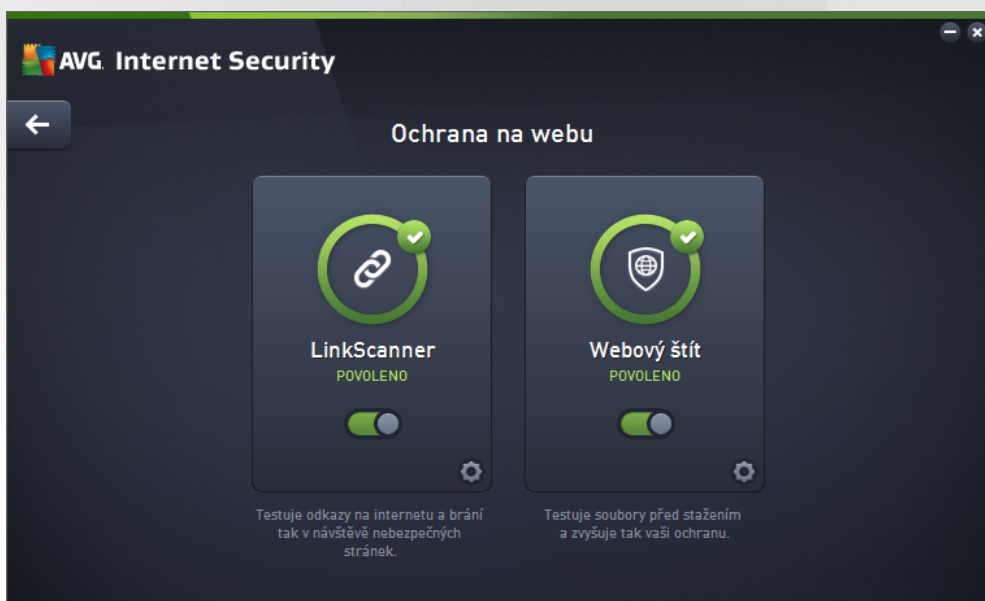 AVG. Internet Security
Ochrana na webu
LinkScanner
POVOLENO
Testuje odkazy na internetu a brání
tak v návštěvě nebezpečných
stránek.
Webový štít
POVOLENO
Testuje soubory před stažením
a zvyšuje tak vaši ochranu.